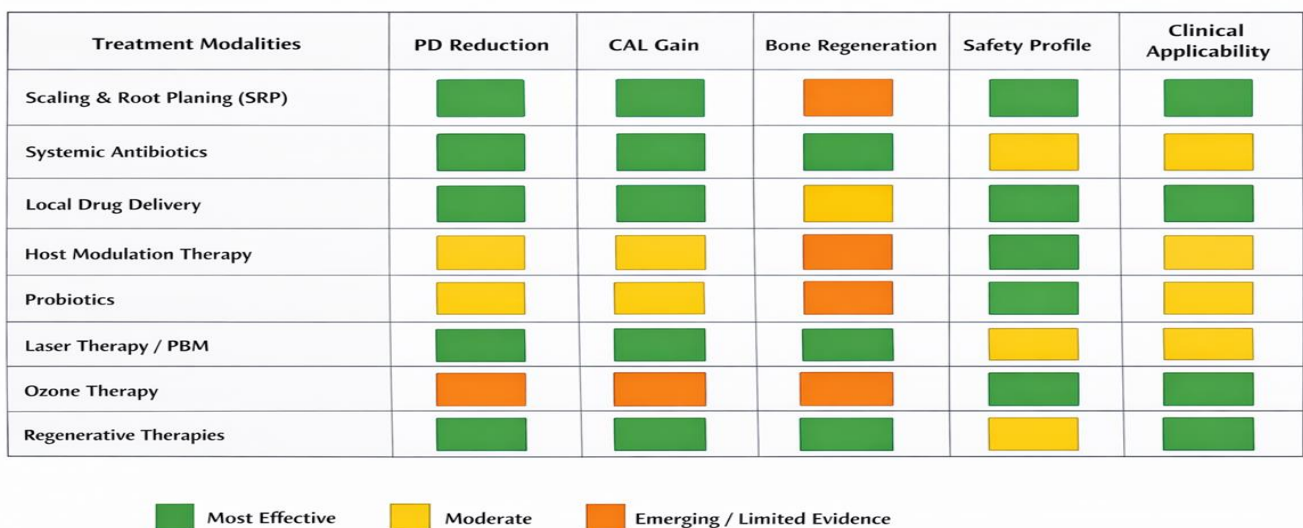 Treatment Modalities PD Reduction CAL Gain Bone Regeneration Safety Profile Clinical Applicability
Scaling & Root Planing (SRP)
Systemic Antibiotics
Local Drug Delivery
Host Modulation Therapy
Probiotics
Laser Therapy / PBM
Ozone Therapy
Regenerative Therapies
Most Effective Moderate Emerging / Limited Evidence